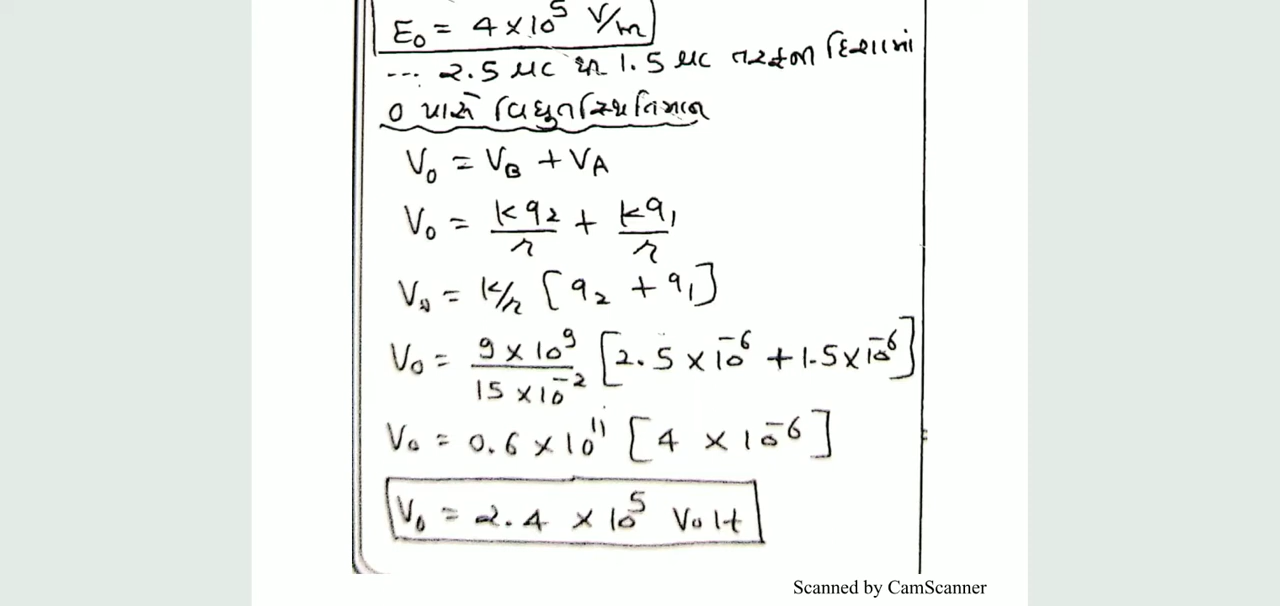 E₀ = 4 × 10⁵ V/m
... 2.5 μC થી 1.5 μC તરફની દિશામાં
O પાસે વિદ્યુતસ્થિતિમાન
V₀ = V_B + V_A
V₀ = kq₂/r + kq₁/r
V₀ = k/r [q₂ + q₁]
V₀ = 9 × 10⁹ / 15 × 10⁻² [2.5 × 10⁻⁶ + 1.5 × 10⁻⁶]
V₀ = 0.6 × 10¹¹ [4 × 10⁻⁶]
V₀ = 2.4 × 10⁵ Volt
Scanned by CamScanner